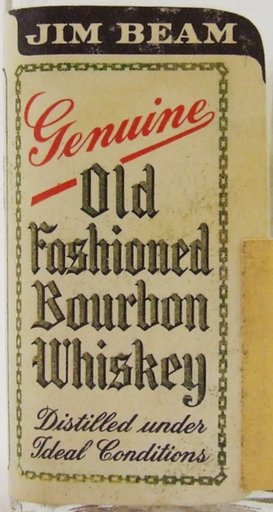 JIM BEAM
Genuine
Old
Fashioned
Bourbon
Whiskey
Distilled under
Ideal Conditions